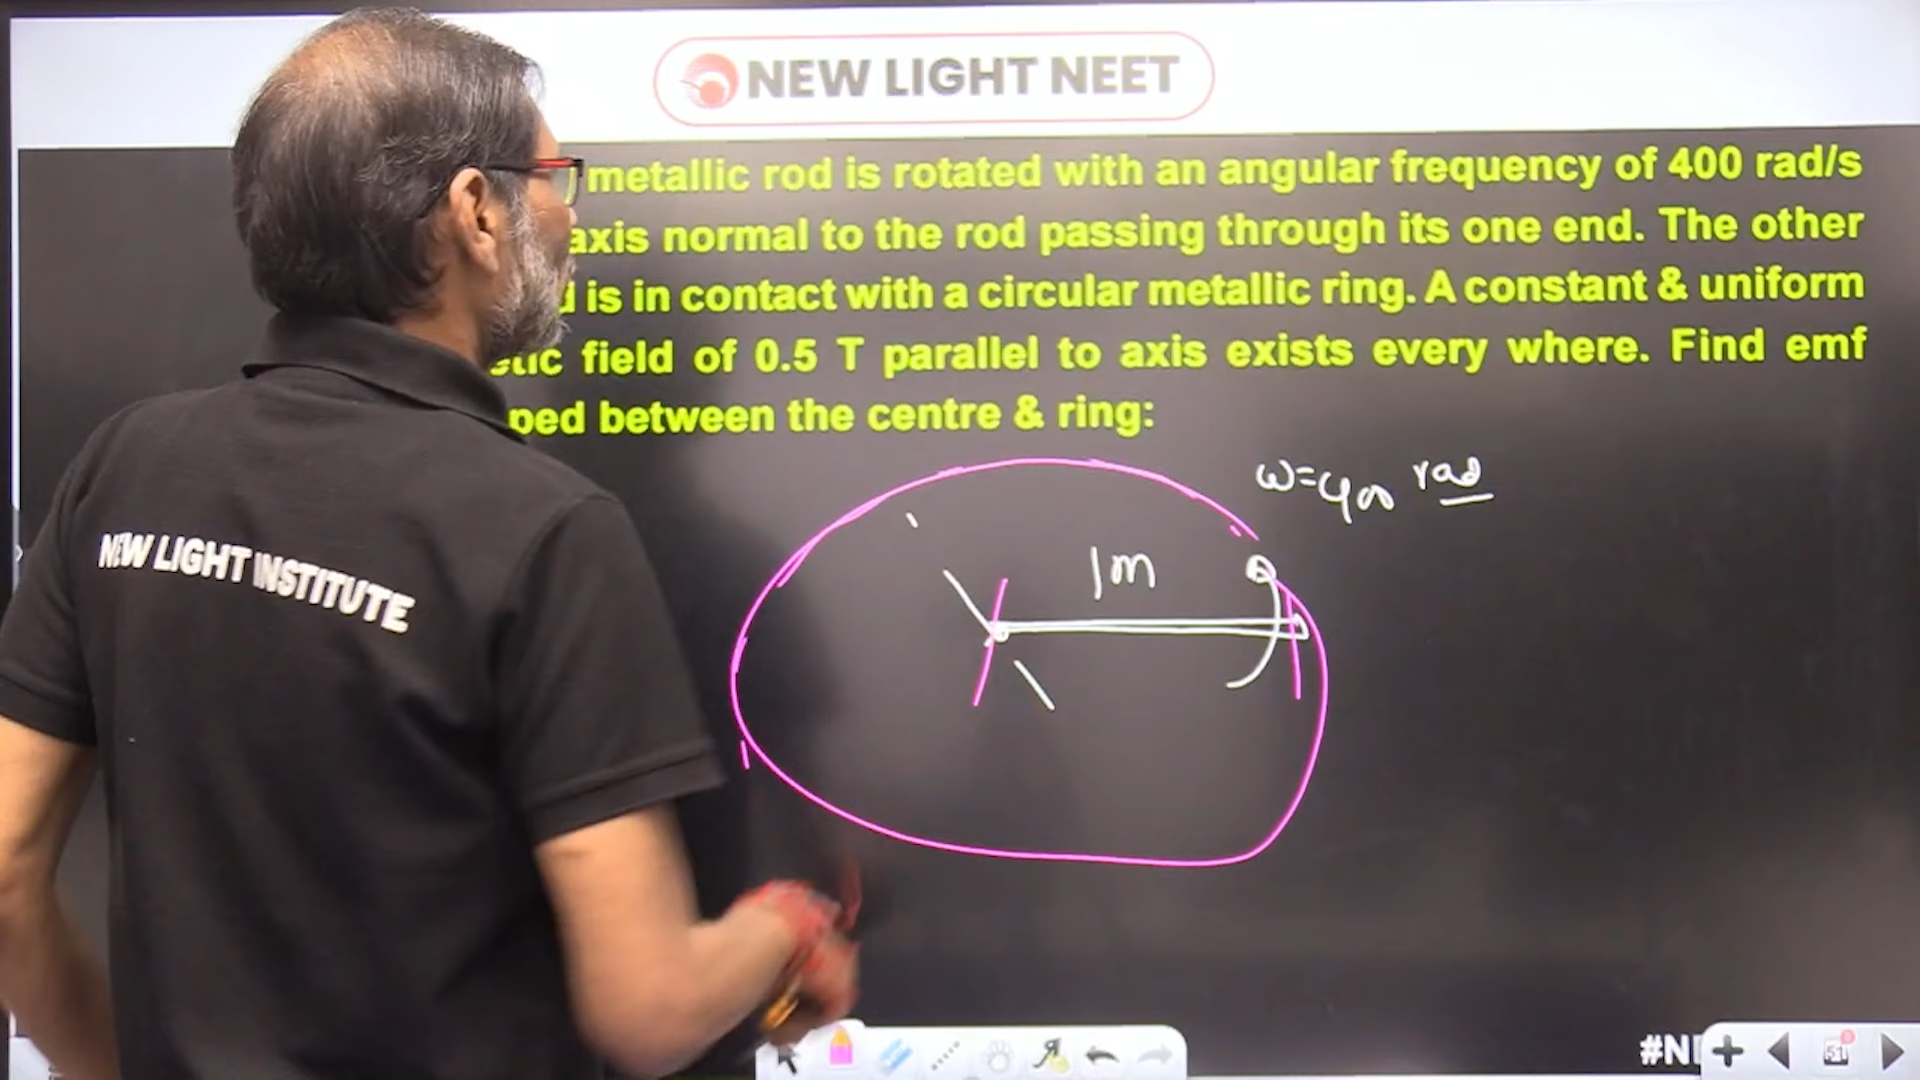 NEW LIGHT NEET
metallic rod is rotated with an angular frequency of 400 rad/s
axis normal to the rod passing through its one end. The other
d is in contact with a circular metallic ring. A constant & uniform
etic field of 0.5 T parallel to axis exists every where. Find emf
ped between the centre & ring:
ω=400 rad
1m
NEW LIGHT INSTITUTE
#N